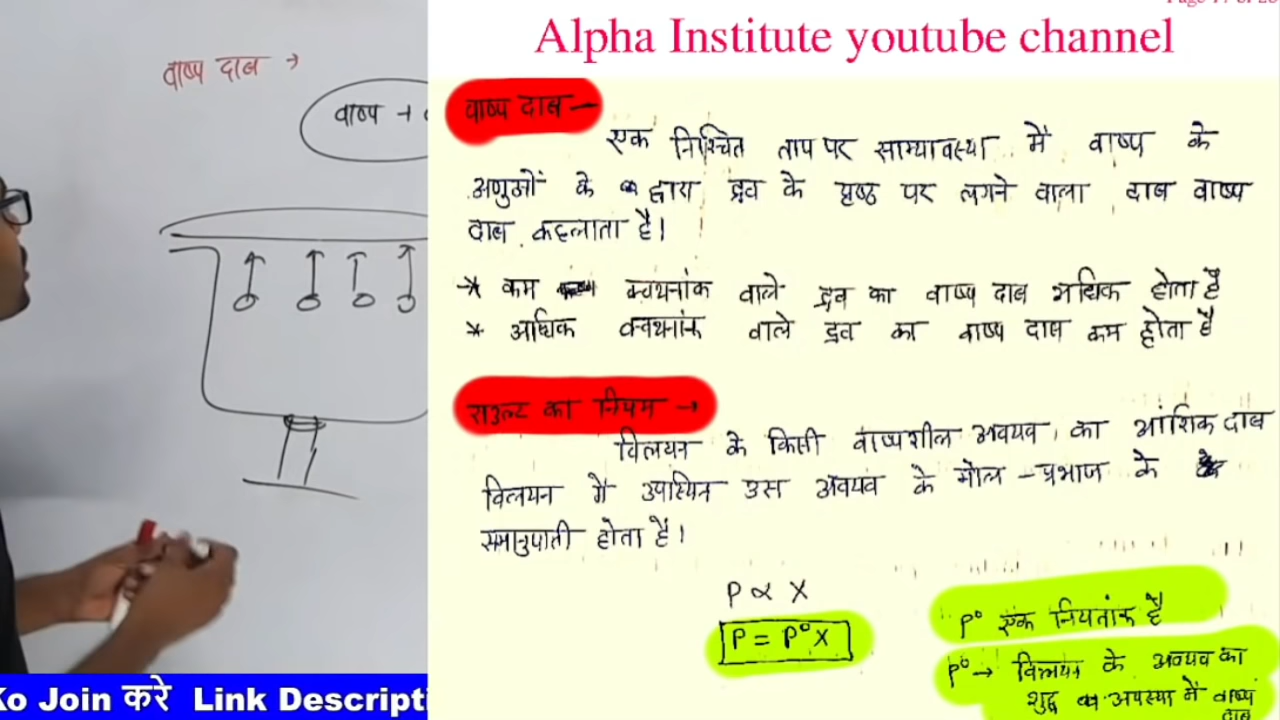 वाष्प दाब →
वाष्प +
Ko Join करे Link Descripti
Alpha Institute youtube channel
वाष्प दाब —
एक निश्चित ताप पर साम्यावस्था में वाष्प के
अणुओं के द्वारा द्रव के पृष्ठ पर लगने वाला दाब वाष्प
दाब कहलाता है।
* कम क्वथनांक वाले द्रव का वाष्प दाब अधिक होता है
* अधिक क्वथनांक वाले द्रव का वाष्प दाब कम होता है
राउल्ट का नियम →
विलयन के किसी वाष्पशील अवयव का आंशिक दाब
विलयन में उपस्थित उस अवयव के मोल - प्रभाज के
समानुपाती होता है।
P ∝ X
P = P° X
P° एक नियतांक है
P° → विलयन के अवयव का
शुद्ध अवस्था में वाष्प
दाब